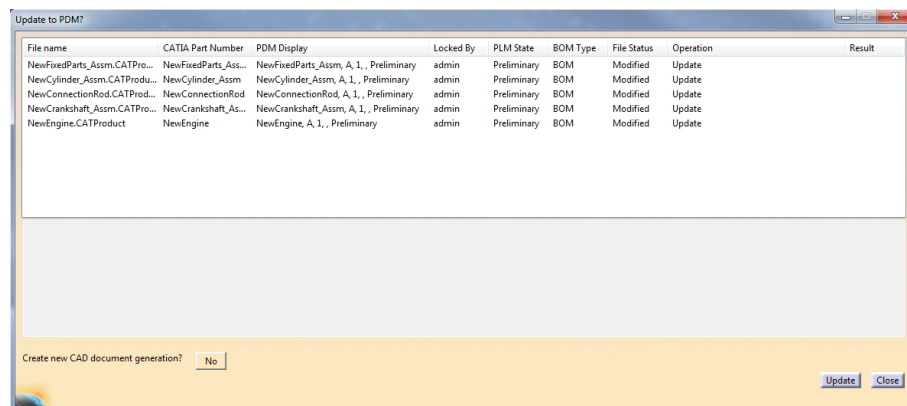 Update to PDM?
File name CATIA Part Number PDM Display Locked By PLM State BOM Type File Status Operation Result
NewFixedParts_Assm.CATPro... NewFixedParts_Ass... NewFixedParts_Assm, A, 1, , Preliminary admin Preliminary BOM Modified Update
NewCylinder_Assm.CATProdu... NewCylinder_Assm NewCylinder_Assm, A, 1, , Preliminary admin Preliminary BOM Modified Update
NewConnectionRod.CATProd... NewConnectionRod NewConnectionRod, A, 1, , Preliminary admin Preliminary BOM Modified Update
NewCrankshaft_Assm.CATPro... NewCrankshaft_As... NewCrankshaft_Assm, A, 1, , Preliminary admin Preliminary BOM Modified Update
NewEngine.CATProduct NewEngine NewEngine, A, 1, , Preliminary admin Preliminary BOM Modified Update
Create new CAD document generation? No
Update Close